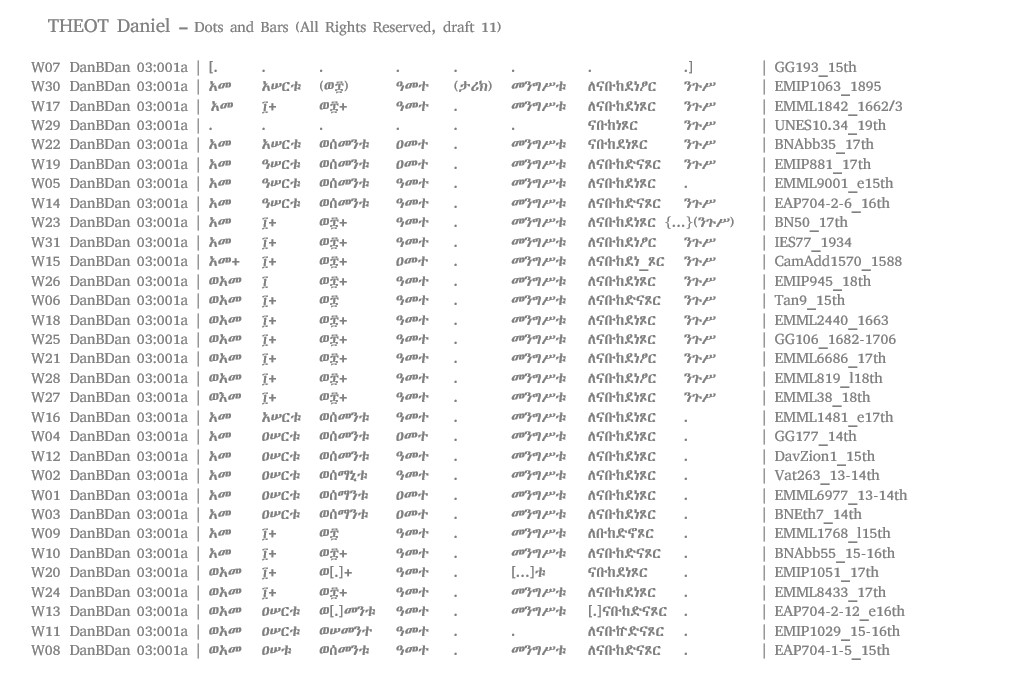 THEOT Daniel – Dots and Bars (All Rights Reserved, draft 11)
W07 DanBDan 03:001a | [. . . . . . . .] | GG193_15th
W30 DanBDan 03:001a | አመ አሠርቱ (ወ፰) ዓመተ (ታሪክ) መንግሥቱ ለናቡከደነፆር ንጉሥ | EMIP1063_1895
W17 DanBDan 03:001a | አመ ፲+ ወ፰+ ዓመተ . መንግሥቱ ለናቡከደነጾር ንጉሥ | EMML1842_1662/3
W29 DanBDan 03:001a | . . . . . . ናቡከነጾር ንጉሥ | UNES10.34_19th
W22 DanBDan 03:001a | አመ አሠርቱ ወሰመንቱ ዐመተ . መንግሥቱ ናቡከደነጾር ንጉሥ | BNAbb35_17th
W19 DanBDan 03:001a | አመ ዓሠርቱ ወሰመንቱ ዓመተ . መንግሥቱ ለናቡከድናጾር ንጉሥ | EMIP881_17th
W05 DanBDan 03:001a | አመ ዓሠርቱ ወሰመንቱ ዓመተ . መንግሥቱ ለናቡከደነጾር . | EMML9001_e15th
W14 DanBDan 03:001a | አመ ዓሠርቱ ወሰመንቱ ዓመተ . መንግሥቱ ለናቡከድናጾር ንጉሥ | EAP704-2-6_16th
W23 DanBDan 03:001a | አመ ፲+ ወ፰+ ዓመተ . መንግሥቱ ለናቡከደነጾር {...}(ንጉሥ) | BN50_17th
W31 DanBDan 03:001a | አመ ፲+ ወ፰+ ዓመተ . መንግሥቱ ለናቡከደነፆር ንጉሥ | IES77_1934
W15 DanBDan 03:001a | አመ+ ፲+ ወ፰+ ዐመተ . መንግሥቱ ለናቡከደነ_ጾር ንጉሥ | CamAdd1570_1588
W26 DanBDan 03:001a | ወአመ ፲ ወ፰+ ዓመተ . መንግሥቱ ለናቡከደነጾር ንጉሥ | EMIP945_18th
W06 DanBDan 03:001a | ወአመ ፲+ ወ፰ ዓመተ . መንግሥቱ ለናቡከድናጾር ንጉሥ | Tan9_15th
W18 DanBDan 03:001a | ወአመ ፲+ ወ፰+ ዓመተ . መንግሥቱ ለናቡከደነጾር ንጉሥ | EMML2440_1663
W25 DanBDan 03:001a | ወአመ ፲+ ወ፰+ ዓመተ . መንግሥቱ ለናቡከደነጾር ንጉሥ | GG106_1682-1706
W21 DanBDan 03:001a | ወአመ ፲+ ወ፰+ ዓመተ . መንግሥቱ ለናቡከደነፆር ንጉሥ | EMML6686_17th
W28 DanBDan 03:001a | ወአመ ፲+ ወ፰+ ዓመተ . መንግሥቱ ለናቡከደነፆር ንጉሥ | EMML819_l18th
W27 DanBDan 03:001a | ወአመ ፲+ ወ፰+ ዓመተ . መንግሥቱ ለናቡከደነጾር ንጉሥ | EMML38_18th
W16 DanBDan 03:001a | አመ አሠርቱ ወሰመንቱ ዓመተ . መንግሥቱ ለናቡከደነጾር . | EMML1481_e17th
W04 DanBDan 03:001a | አመ ዐሠርቱ ወሰመንቱ ዐመተ . መንግሥቱ ለናቡከደነጾር . | GG177_14th
W12 DanBDan 03:001a | አመ ዐሠርቱ ወሰመንቱ ዓመተ . መንግሥቱ ለናቡከደነጾር . | DavZion1_15th
W02 DanBDan 03:001a | አመ ዐሠርቱ ወሰማኒቱ ዓመተ . መንግሥቱ ለናቡከደነጾር . | Vat263_13-14th
W01 DanBDan 03:001a | አመ ዐሠርቱ ወሰማንቱ ዐመተ . መንግሥቱ ለናቡከደነጾር . | EMML6977_13-14th
W03 DanBDan 03:001a | አመ ዐሠርቱ ወሰማንቱ ዐመተ . መንግሥቱ ለናቡከደነጾር . | BNEth7_14th
W09 DanBDan 03:001a | አመ ፲+ ወ፰ ዓመተ . መንግሥቱ ለቡከድኖጾር . | EMML1768_l15th
W10 DanBDan 03:001a | አመ ፲+ ወ፰+ ዓመተ . መንግሥቱ ለናቡከድናጾር . | BNAbb55_15-16th
W20 DanBDan 03:001a | ወአመ ፲+ ወ[.]+ ዓመተ . [...]ቱ ናቡከደነጾር . | EMIP1051_17th
W24 DanBDan 03:001a | ወአመ ፲+ ወ፰+ ዓመተ . መንግሥቱ ለናቡከደነጾር . | EMML8433_17th
W13 DanBDan 03:001a | ወአመ ዐሠርቱ ወ[.]መንቱ ዓመተ . መንግሥቱ [.]ናቡከድናጾር . | EAP704-2-12_e16th
W11 DanBDan 03:001a | ወአመ ዐሠርቱ ወሠመንተ ዓመተ . . ለናቡኮድናጾር . | EMIP1029_15-16th
W08 DanBDan 03:001a | ወአመ ዐሠቱ ወሰመንቱ ዓመተ . መንግሥቱ ለናቡከድናጾር . | EAP704-1-5_15th